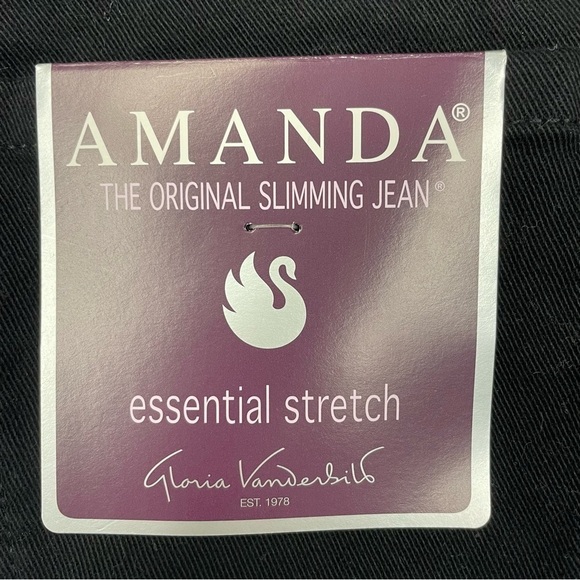 AMANDA®
THE ORIGINAL SLIMMING JEAN®
essential stretch
Gloria Vanderbilt
EST. 1978